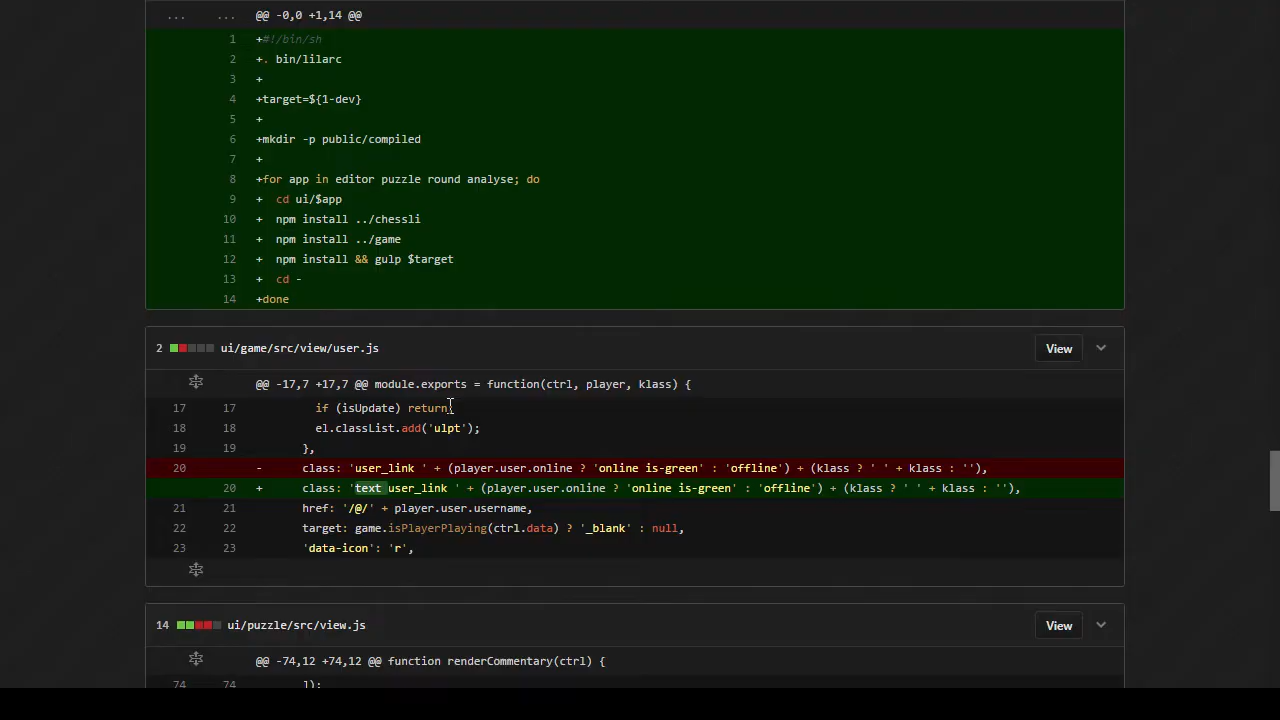 ... ... @@ -0,0 +1,14 @@
1 +#!/bin/sh
2 +. bin/lilarc
3 +
4 +target=${1-dev}
5 +
6 +mkdir -p public/compiled
7 +
8 +for app in editor puzzle round analyse; do
9 + cd ui/$app
10 + npm install ../chessli
11 + npm install ../game
12 + npm install && gulp $target
13 + cd -
14 +done
2 ui/game/src/view/user.js View
@@ -17,7 +17,7 @@ module.exports = function(ctrl, player, klass) {
17 17 if (isUpdate) return;
18 18 el.classList.add('ulpt');
19 19 },
20 - class: 'user_link ' + (player.user.online ? 'online is-green' : 'offline') + (klass ? ' ' + klass : ''),
20 + class: 'text user_link ' + (player.user.online ? 'online is-green' : 'offline') + (klass ? ' ' + klass : ''),
21 21 href: '/@/' + player.user.username,
22 22 target: game.isPlayerPlaying(ctrl.data) ? '_blank' : null,
23 23 'data-icon': 'r',
14 ui/puzzle/src/view.js View
@@ -74,12 +74,12 @@ function renderCommentary(ctrl) {
74 74 ]);